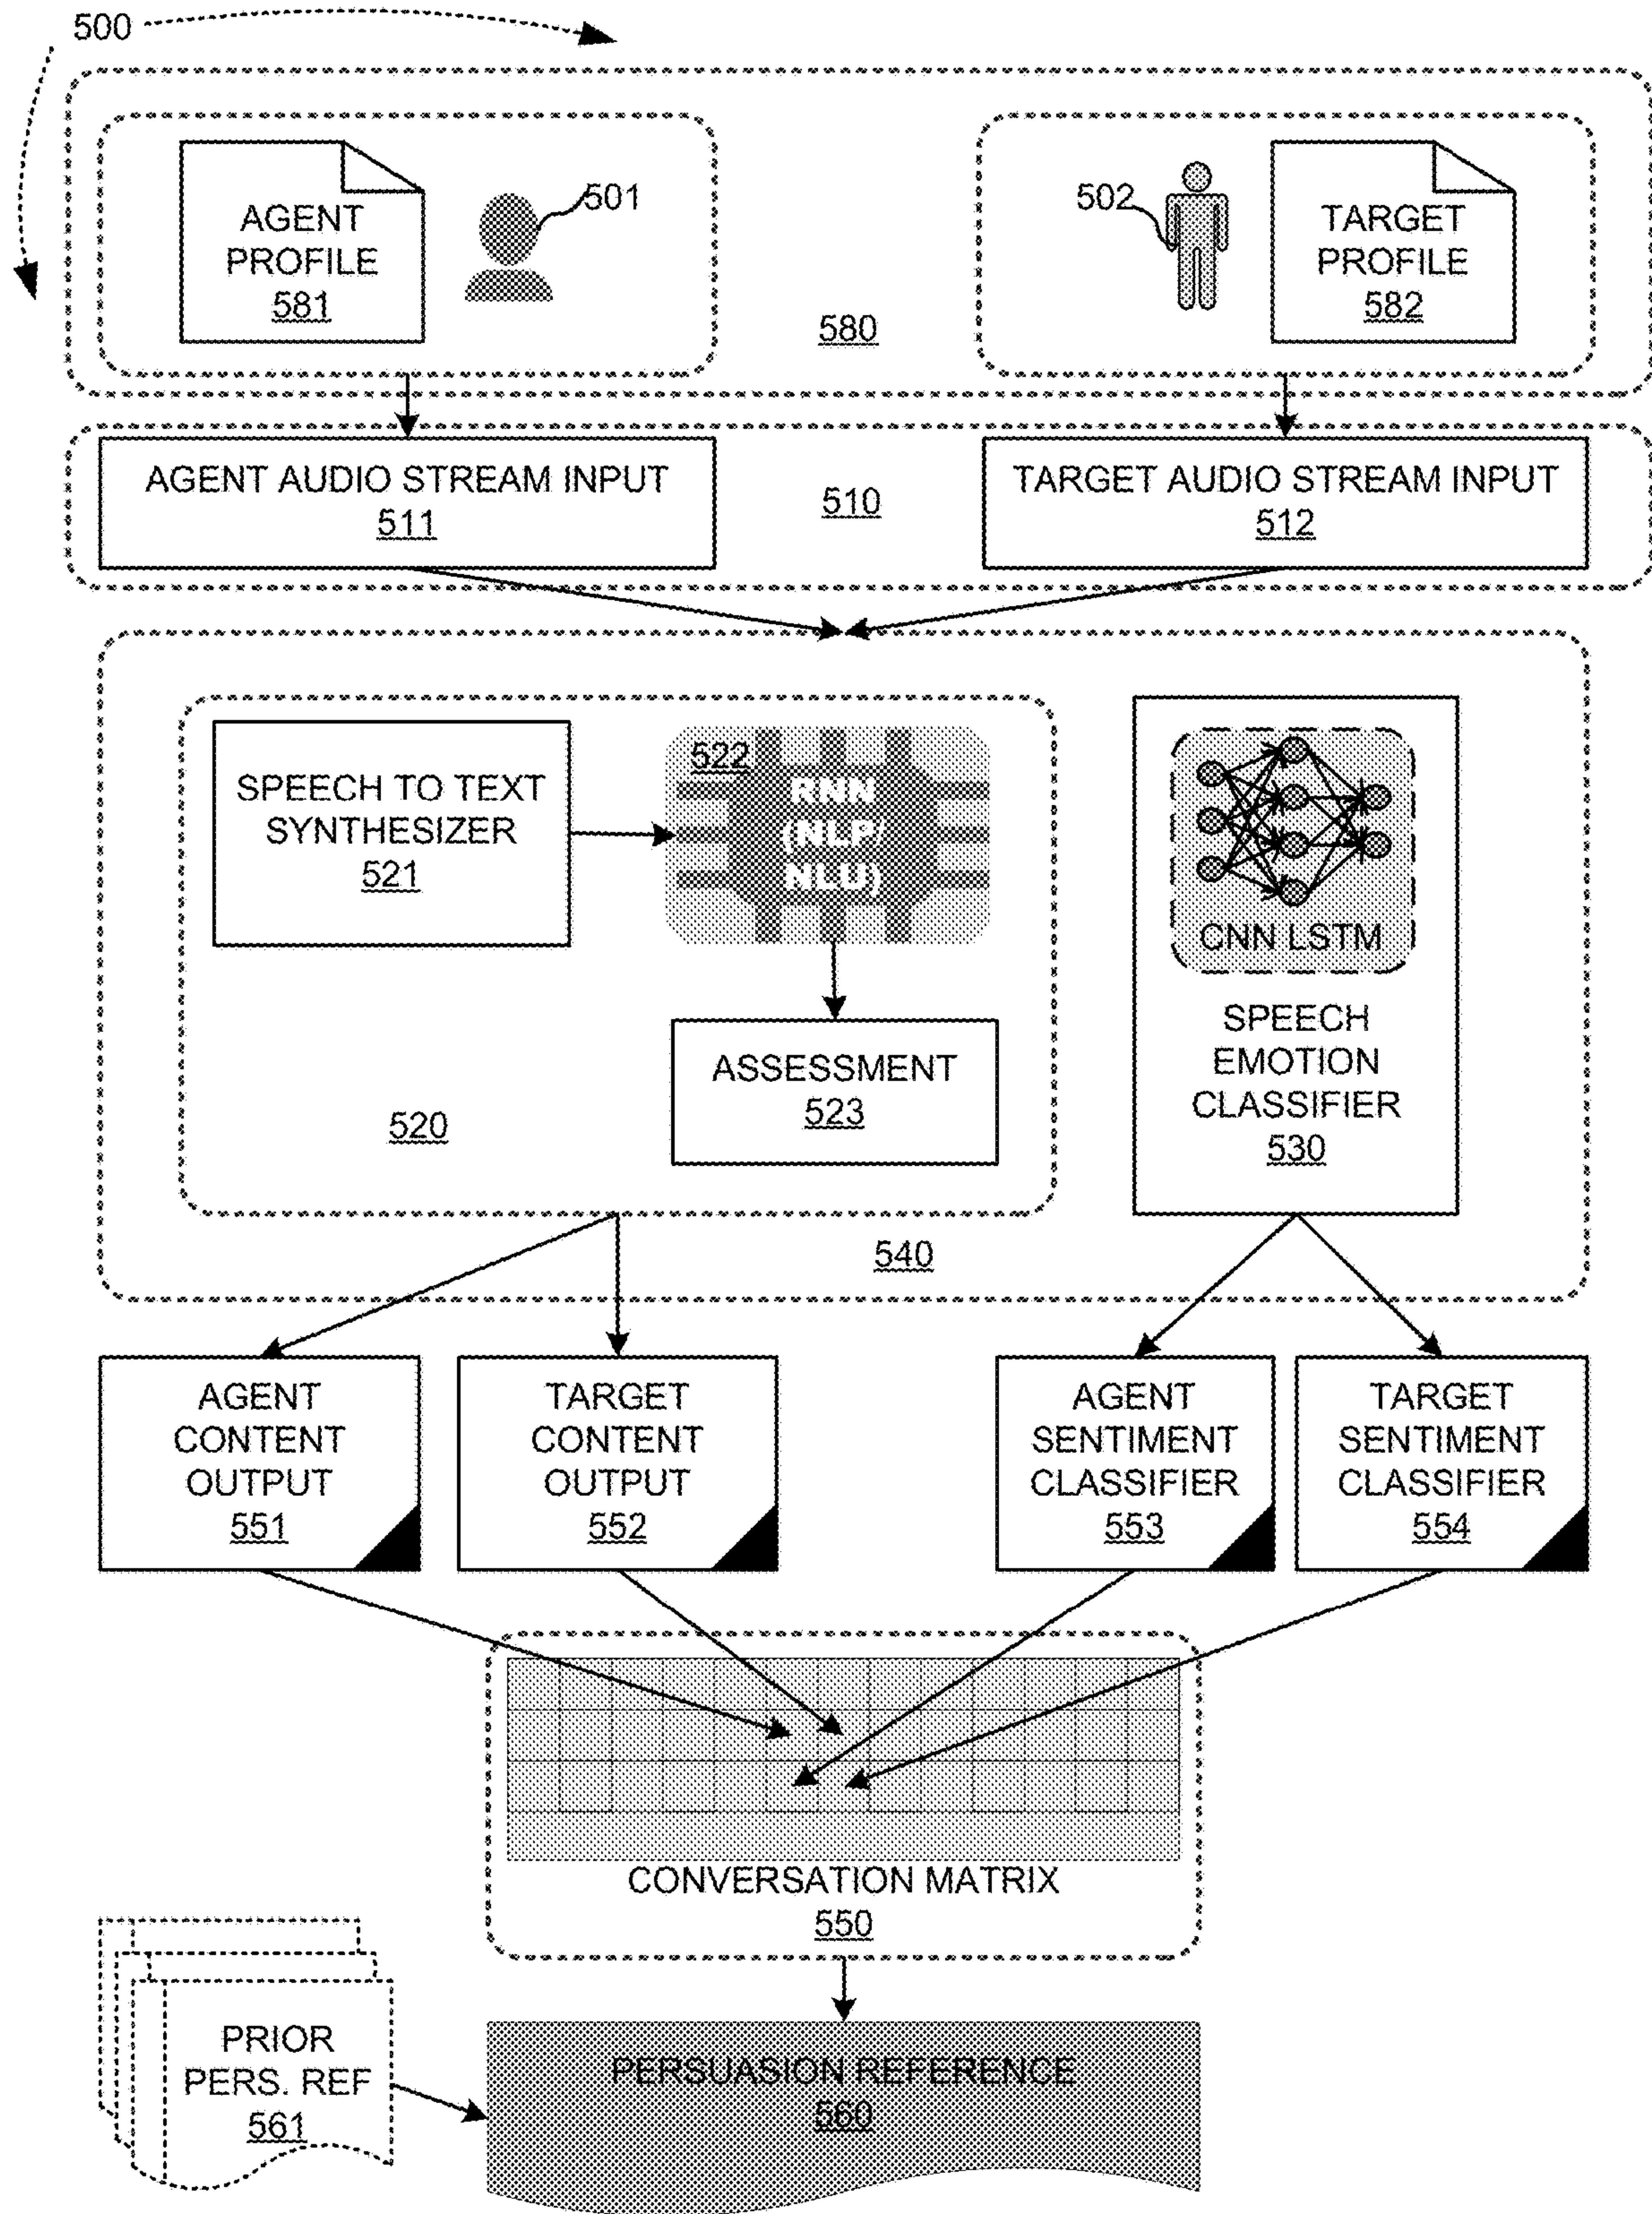 500
AGENT
PROFILE
581
501
580
502
TARGET
PROFILE
582
AGENT AUDIO STREAM INPUT
511
510
TARGET AUDIO STREAM INPUT
512
SPEECH TO TEXT
SYNTHESIZER
521
522
RNN
(NLP/
NLU)
ASSESSMENT
523
520
CNN LSTM
SPEECH
EMOTION
CLASSIFIER
530
540
AGENT
CONTENT
OUTPUT
551
TARGET
CONTENT
OUTPUT
552
AGENT
SENTIMENT
CLASSIFIER
553
TARGET
SENTIMENT
CLASSIFIER
554
CONVERSATION MATRIX
550
PRIOR
PERS. REF
561
PERSUASION REFERENCE
560